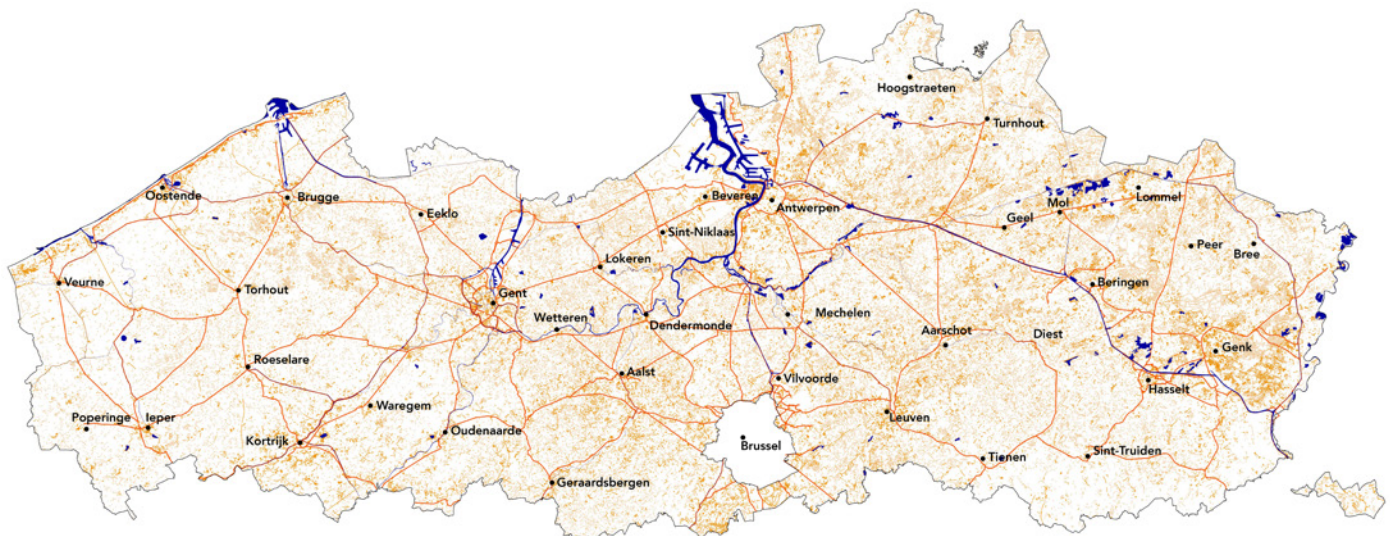 Hoogstraeten
Turnhout
Oostende
Brugge
Eeklo
Beveren
Antwerpen
Sint-Niklaas
Lokeren
Geel
Mol
Lommel
Peer
Bree
Veurne
Torhout
Gent
Wetteren
Dendermonde
Mechelen
Beringen
Aarschot
Diest
Genk
Roeselare
Aalst
Vilvoorde
Hasselt
Poperinge
Ieper
Waregem
Kortrijk
Oudenaarde
Brussel
Leuven
Tienen
Sint-Truiden
Geraardsbergen